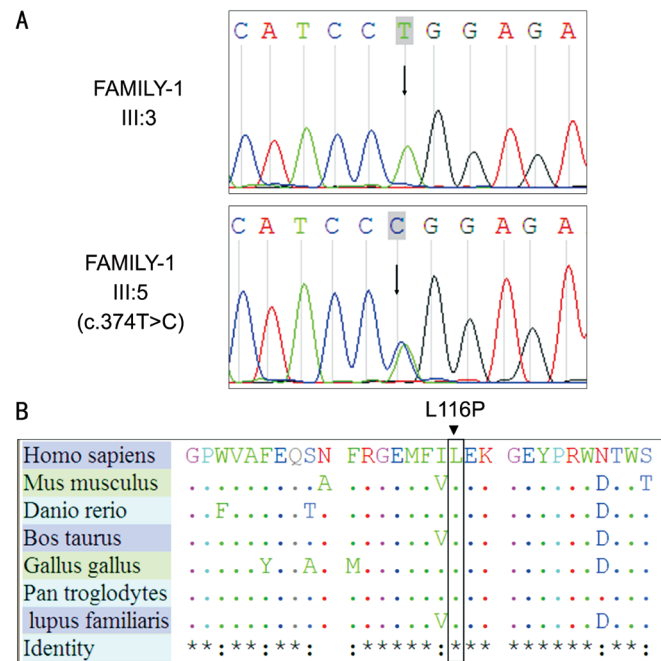 A
C A T C C T G G A G A
FAMILY-1
III:3
C A T C C C G G A G A
FAMILY-1
III:5
(c.374T>C)
B
L116P
Homo sapiens GPWVAFEQSN FRGEMFILEK GEYPRWNTWS
Mus musculus .........A ......V... ......D..T
Danio rerio ..F.....T. .......... ..........
Bos taurus .......... ......V... ......D...
Gallus gallus .....Y..A. M......... ......D...
Pan troglodytes .......... .......... ..........
lupus familiaris .......... ......V... ......D...
Identity **:**:**: :*****:*** ******:**: